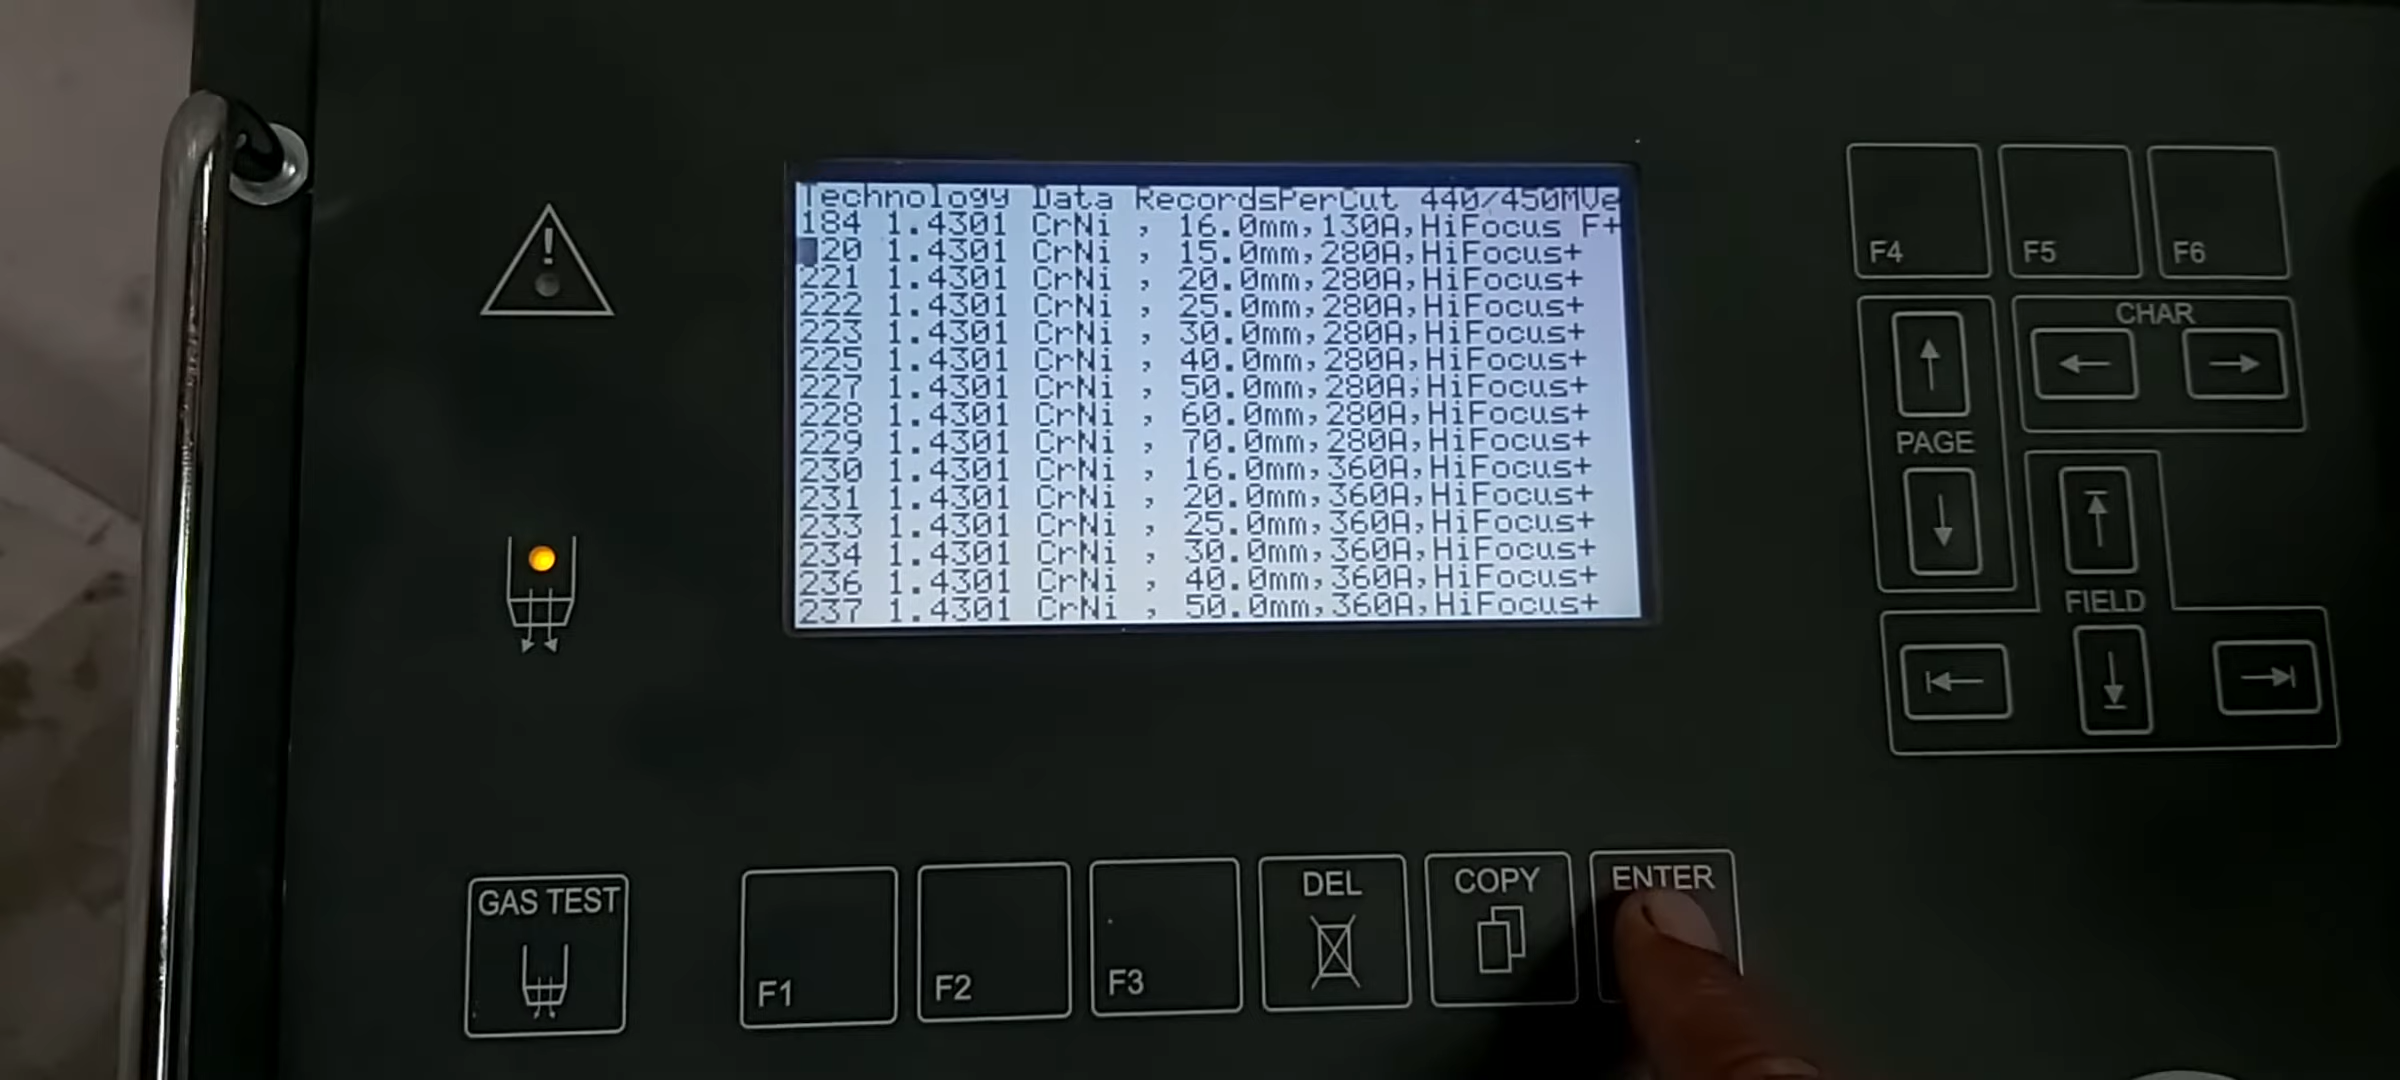 Technology Data RecordsPerCut 440/450MVe
184 1.4301 CrNi , 16.0mm,130A,HiFocus F+
20 1.4301 CrNi , 15.0mm,280A,HiFocus+
221 1.4301 CrNi , 20.0mm,280A,HiFocus+
222 1.4301 CrNi , 25.0mm,280A,HiFocus+
223 1.4301 CrNi , 30.0mm,280A,HiFocus+
225 1.4301 CrNi , 40.0mm,280A,HiFocus+
227 1.4301 CrNi , 50.0mm,280A,HiFocus+
228 1.4301 CrNi , 60.0mm,280A,HiFocus+
229 1.4301 CrNi , 70.0mm,280A,HiFocus+
230 1.4301 CrNi , 16.0mm,360A,HiFocus+
231 1.4301 CrNi , 20.0mm,360A,HiFocus+
233 1.4301 CrNi , 25.0mm,360A,HiFocus+
234 1.4301 CrNi , 30.0mm,360A,HiFocus+
236 1.4301 CrNi , 40.0mm,360A,HiFocus+
237 1.4301 CrNi , 50.0mm,360A,HiFocus+
F4 F5 F6
CHAR
PAGE
FIELD
GAS TEST
F1 F2 F3
DEL COPY ENTER